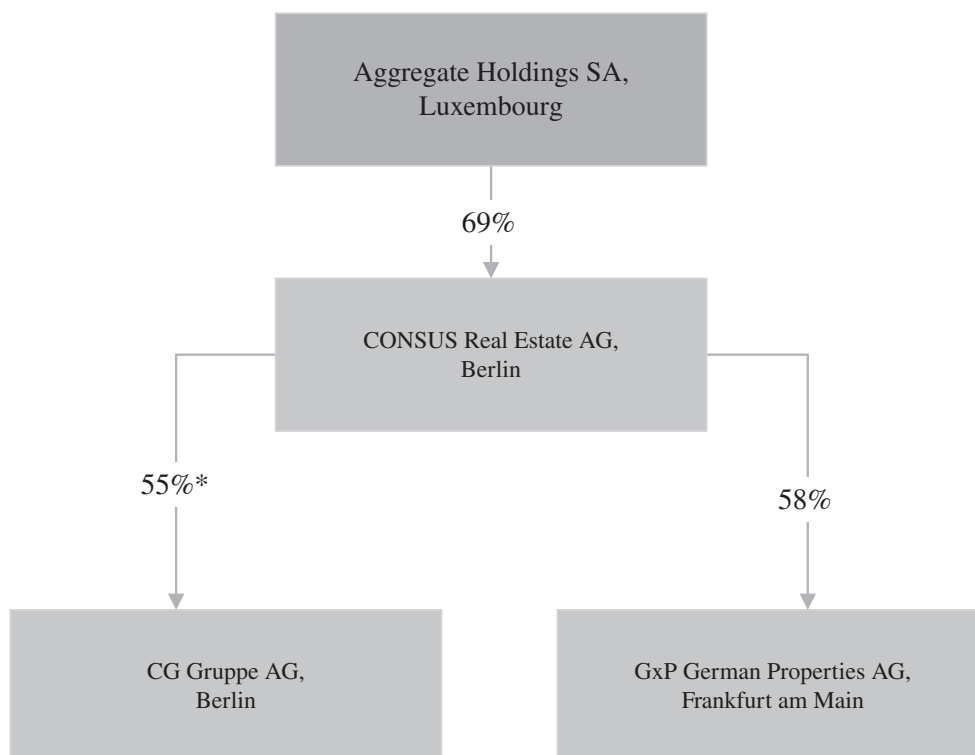 Aggregate Holdings SA,
Luxembourg
69%
CONSUS Real Estate AG,
Berlin
55%*
58%
CG Gruppe AG,
Berlin
GxP German Properties AG,
Frankfurt am Main